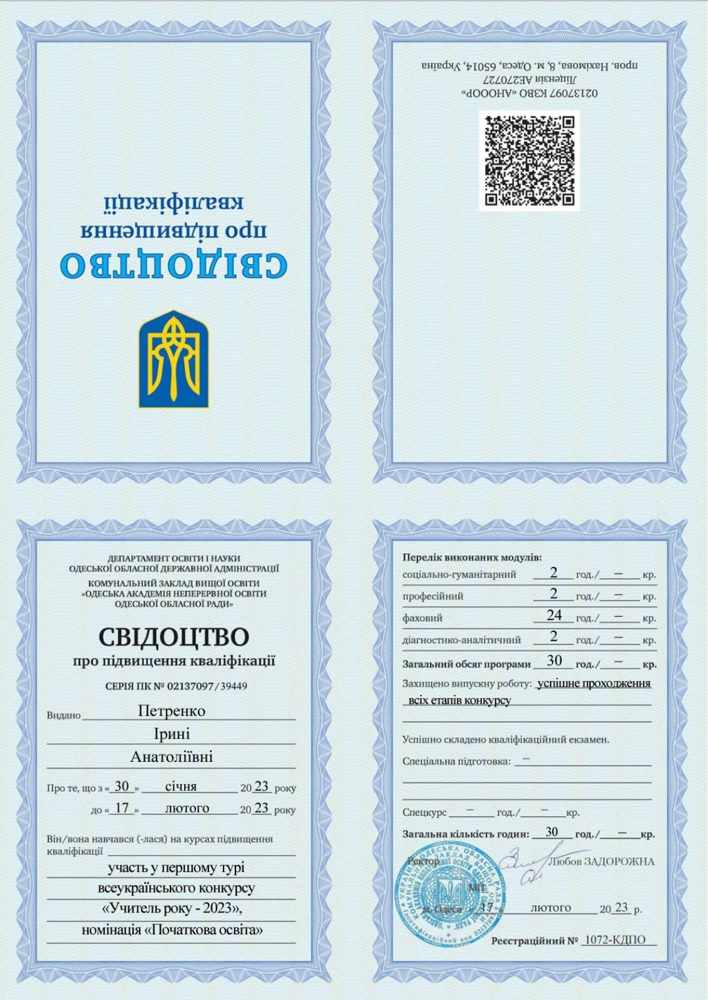 СВІДОЦТВО
про підвищення
кваліфікації
02137097 КЗВО «АНОООР»
Ліцензія АЕ270727
пров. Нахімова, 8, м. Одеса, 65014, Україна
ДЕПАРТАМЕНТ ОСВІТИ І НАУКИ
ОДЕСЬКОЇ ОБЛАСНОЇ ДЕРЖАВНОЇ АДМІНІСТРАЦІЇ
КОМУНАЛЬНИЙ ЗАКЛАД ВИЩОЇ ОСВІТИ
«ОДЕСЬКА АКАДЕМІЯ НЕПЕРЕРВНОЇ ОСВІТИ
ОДЕСЬКОЇ ОБЛАСНОЇ РАДИ»
СВІДОЦТВО
про підвищення кваліфікації
СЕРІЯ ПК № 02137097/39449
Видано Петренко
Ірині
Анатоліївні
Про те, що з «30» січня 2023 року
до «17» лютого 2023 року
Він/вона навчався (-лася) на курсах підвищення
кваліфікації
участь у першому турі
всеукраїнського конкурсу
«Учитель року - 2023»,
номінація «Початкова освіта»
Перелік виконаних модулів:
соціально-гуманітарний 2 год./ – кр.
професійний 2 год./ – кр.
фаховий 24 год./ – кр.
діагностико-аналітичний 2 год./ – кр.
Загальний обсяг програми 30 год./ – кр.
Захищено випускну роботу: успішне проходження
всіх етапів конкурсу
Успішно складено кваліфікаційний екзамен.
Спеціальна підготовка: –
Спецкурс – год./ – кр.
Загальна кількість годин: 30 год./ – кр.
Ректор Любов ЗАДОРОЖНА
МП
м. Одеса «17» лютого 2023 р.
Реєстраційний № 1072-КДПО